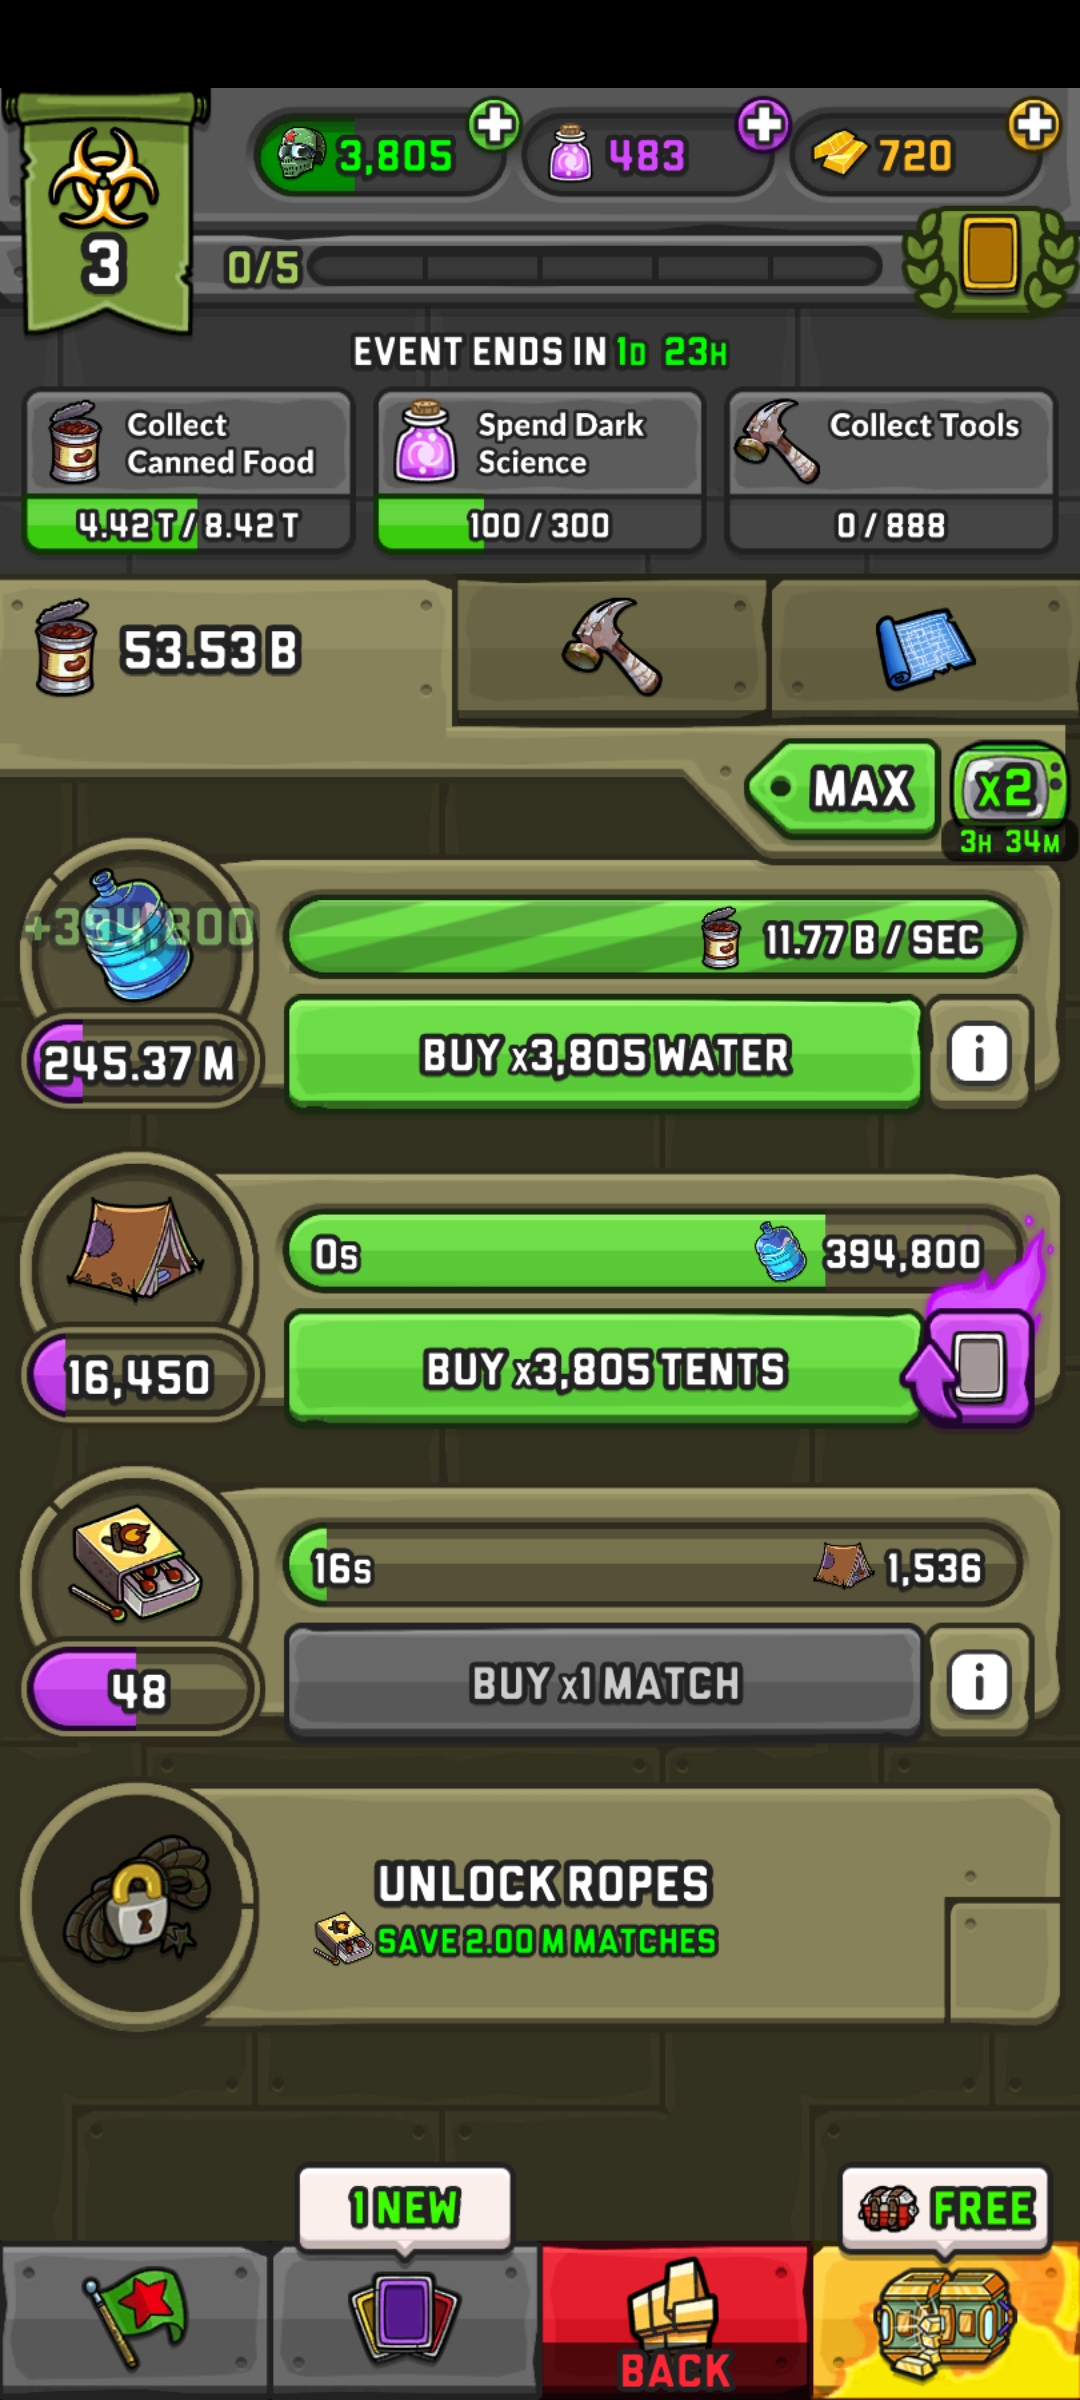 3,805
483
720
3
0/5
EVENT ENDS IN 1D 23H
Collect
Canned Food
4.42 T / 8.42 T
Spend Dark
Science
100 / 300
Collect Tools
0 / 888
53.53 B
MAX
x2
3H 34M
+394,800
11.77 B / SEC
245.37 M
BUY x3,805 WATER
i
0s
394,800
16,450
BUY x3,805 TENTS
16s
1,536
48
BUY x1 MATCH
i
UNLOCK ROPES
SAVE 2.00 M MATCHES
1 NEW
FREE
BACK